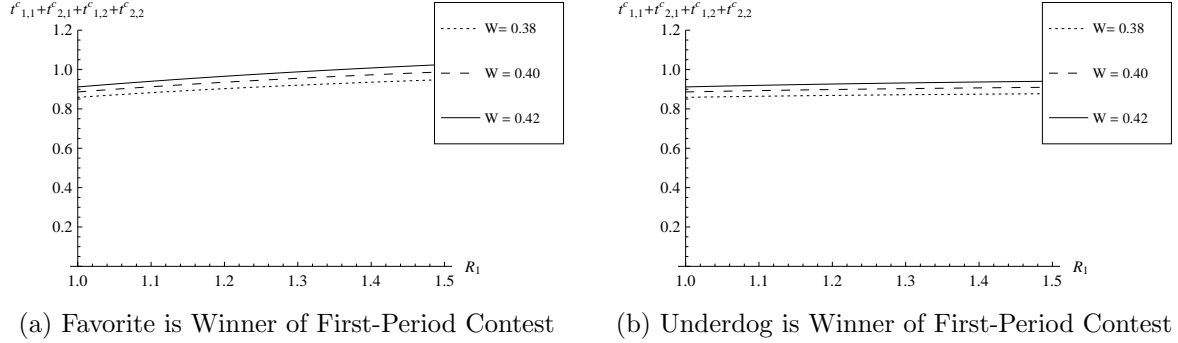 t^c_{1,1}+t^c_{2,1}+t^c_{1,2}+t^c_{2,2}
1.2
1.0
0.8
0.6
0.4
0.2
1.0 1.1 1.2 1.3 1.4 1.5
R_1
W= 0.38
W = 0.40
W = 0.42
(a) Favorite is Winner of First-Period Contest
t^c_{1,1}+t^c_{2,1}+t^c_{1,2}+t^c_{2,2}
1.2
1.0
0.8
0.6
0.4
0.2
1.0 1.1 1.2 1.3 1.4 1.5
R_1
W= 0.38
W = 0.40
W = 0.42
(b) Underdog is Winner of First-Period Contest